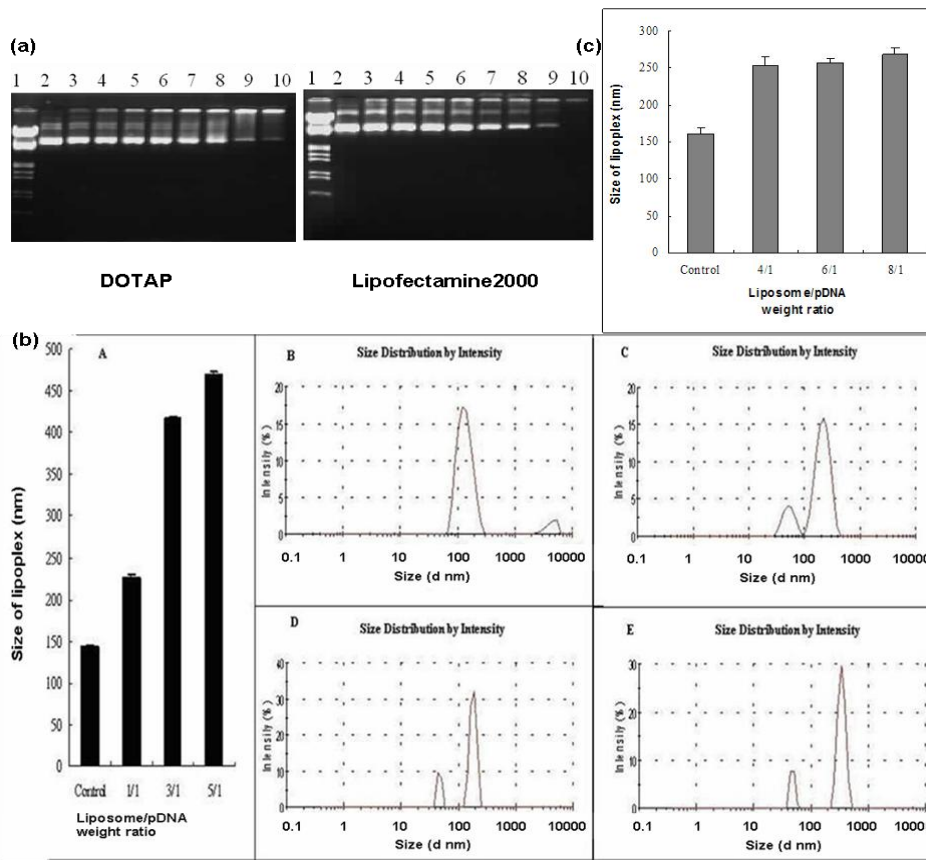 (a)
1 2 3 4 5 6 7 8 9 10
1 2 3 4 5 6 7 8 9 10
DOTAP
Lipofectamine2000
(c)
300
250
200
150
100
50
0
Size of lipoplex (nm)
Control 4/1 6/1 8/1
Liposome/pDNA
weight ratio
(b)
A
500
450
400
350
300
250
200
150
100
50
0
Size of lipoplex (nm)
Control 1/1 3/1 5/1
Liposome/pDNA
weight ratio
B
Size Distribution by Intensity
20
15
10
5
0
Intensity (%)
0.1 1 10 100 1000 10000
Size (d nm)
C
Size Distribution by Intensity
20
15
10
5
0
Intensity (%)
0.1 1 10 100 1000 10000
Size (d nm)
D
Size Distribution by Intensity
40
30
20
10
0
Intensity (%)
0.1 1 10 100 1000 10000
Size (d nm)
E
Size Distribution by Intensity
30
20
10
0
Intensity (%)
0.1 1 10 100 1000 10000
Size (d nm)